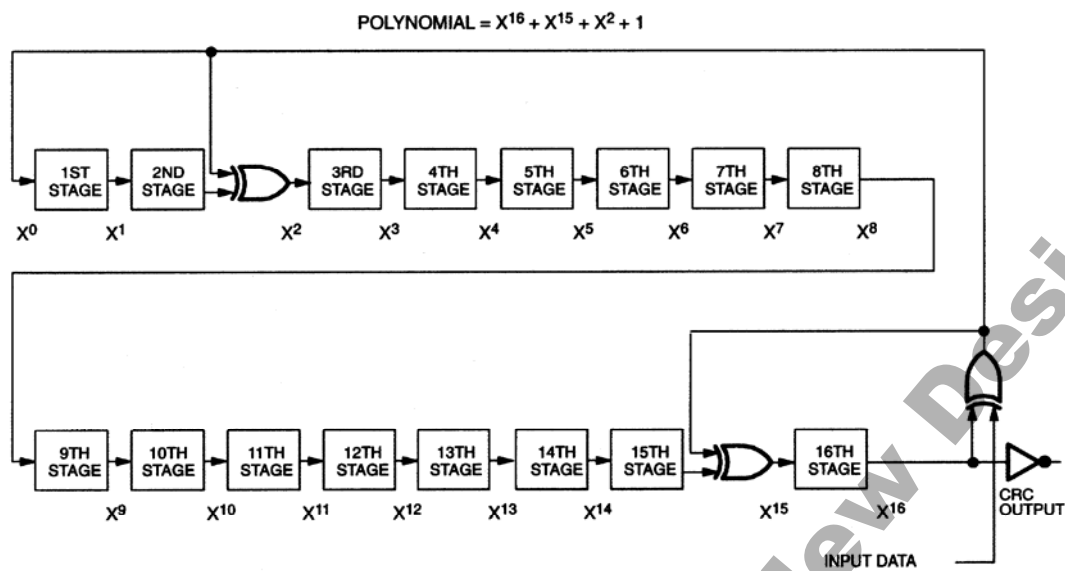 POLYNOMIAL = X¹⁶ + X¹⁵ + X² + 1
1ST STAGE
2ND STAGE
3RD STAGE
4TH STAGE
5TH STAGE
6TH STAGE
7TH STAGE
8TH STAGE
X⁰ X¹ X² X³ X⁴ X⁵ X⁶ X⁷ X⁸
9TH STAGE
10TH STAGE
11TH STAGE
12TH STAGE
13TH STAGE
14TH STAGE
15TH STAGE
16TH STAGE
X⁹ X¹⁰ X¹¹ X¹² X¹³ X¹⁴ X¹⁵ X¹⁶
CRC
OUTPUT
INPUT DATA
ew Desi